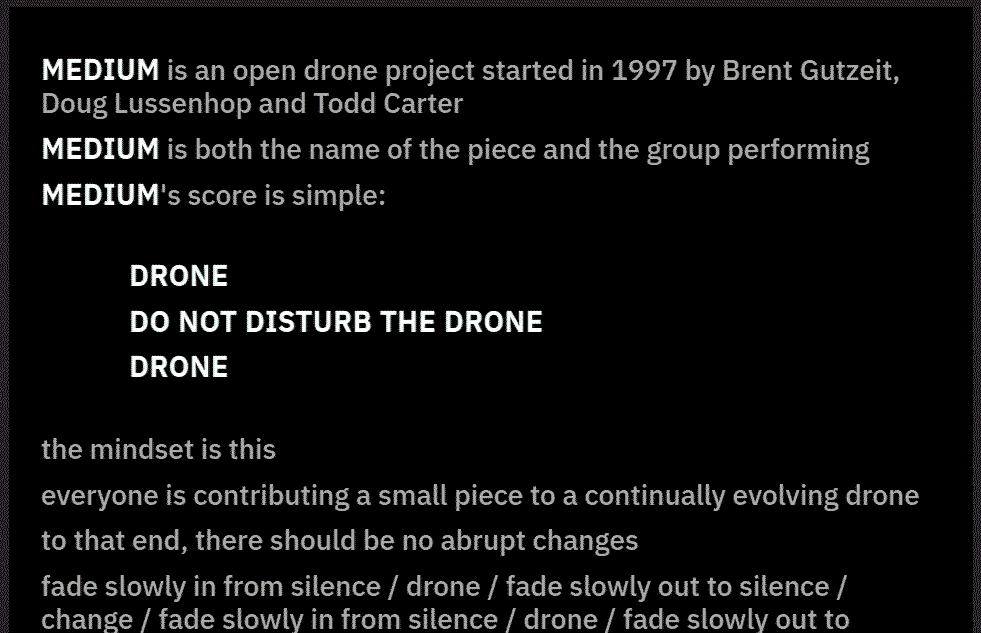 MEDIUM is an open drone project started in 1997 by Brent Gutzeit,
Doug Lussenhop and Todd Carter
MEDIUM is both the name of the piece and the group performing
MEDIUM's score is simple:
DRONE
DO NOT DISTURB THE DRONE
DRONE
the mindset is this
everyone is contributing a small piece to a continually evolving drone
to that end, there should be no abrupt changes
fade slowly in from silence / drone / fade slowly out to silence /
change / fade slowly in from silence / drone / fade slowly out to